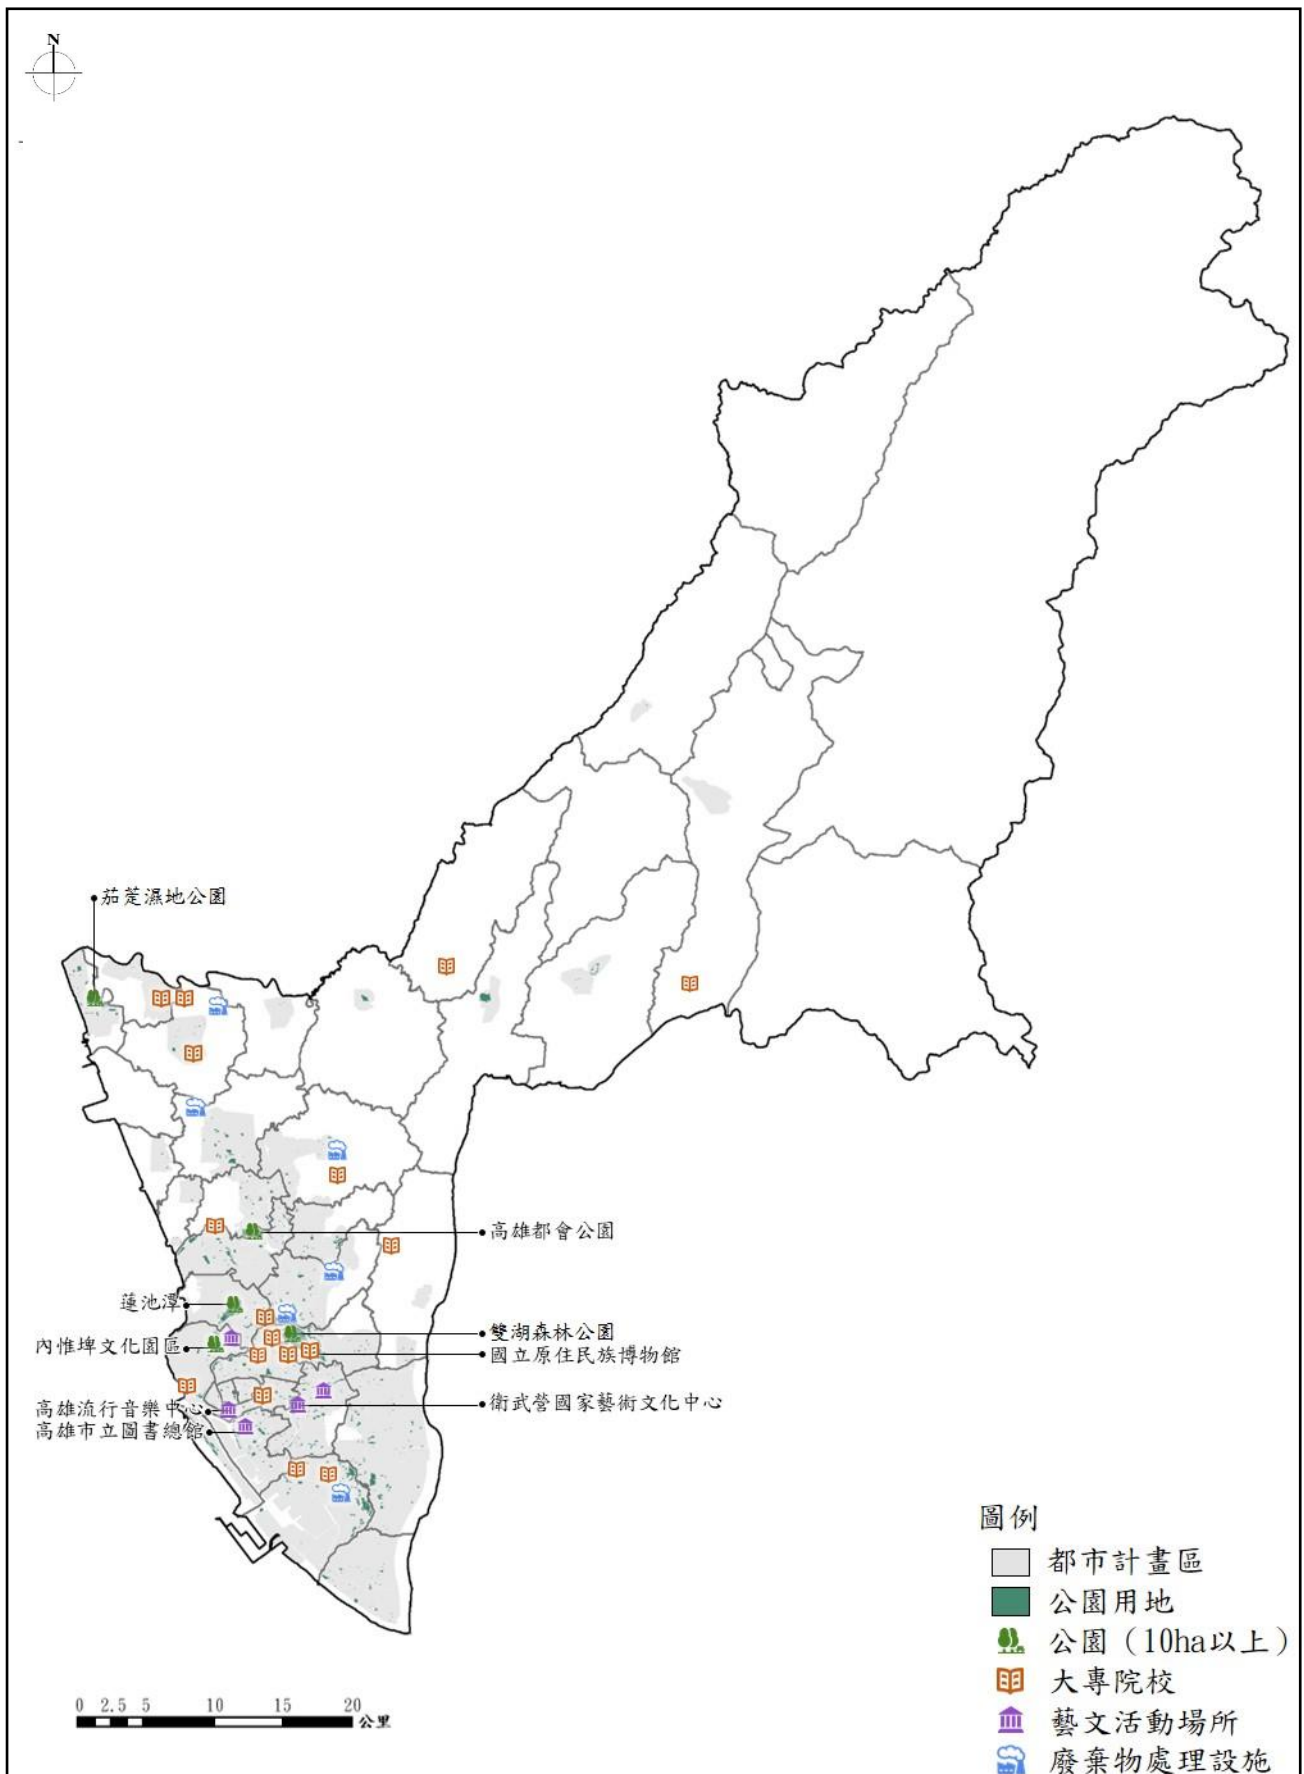 N
茄萣濕地公園
高雄都會公園
蓮池潭
雙湖森林公園
內惟埤文化園區
國立原住民族博物館
衛武營國家藝術文化中心
高雄流行音樂中心
高雄市立圖書總館
圖例
都市計畫區
公園用地
公園（10ha以上）
大專院校
藝文活動場所
廢棄物處理設施
0 2.5 5 10 15 20
公里